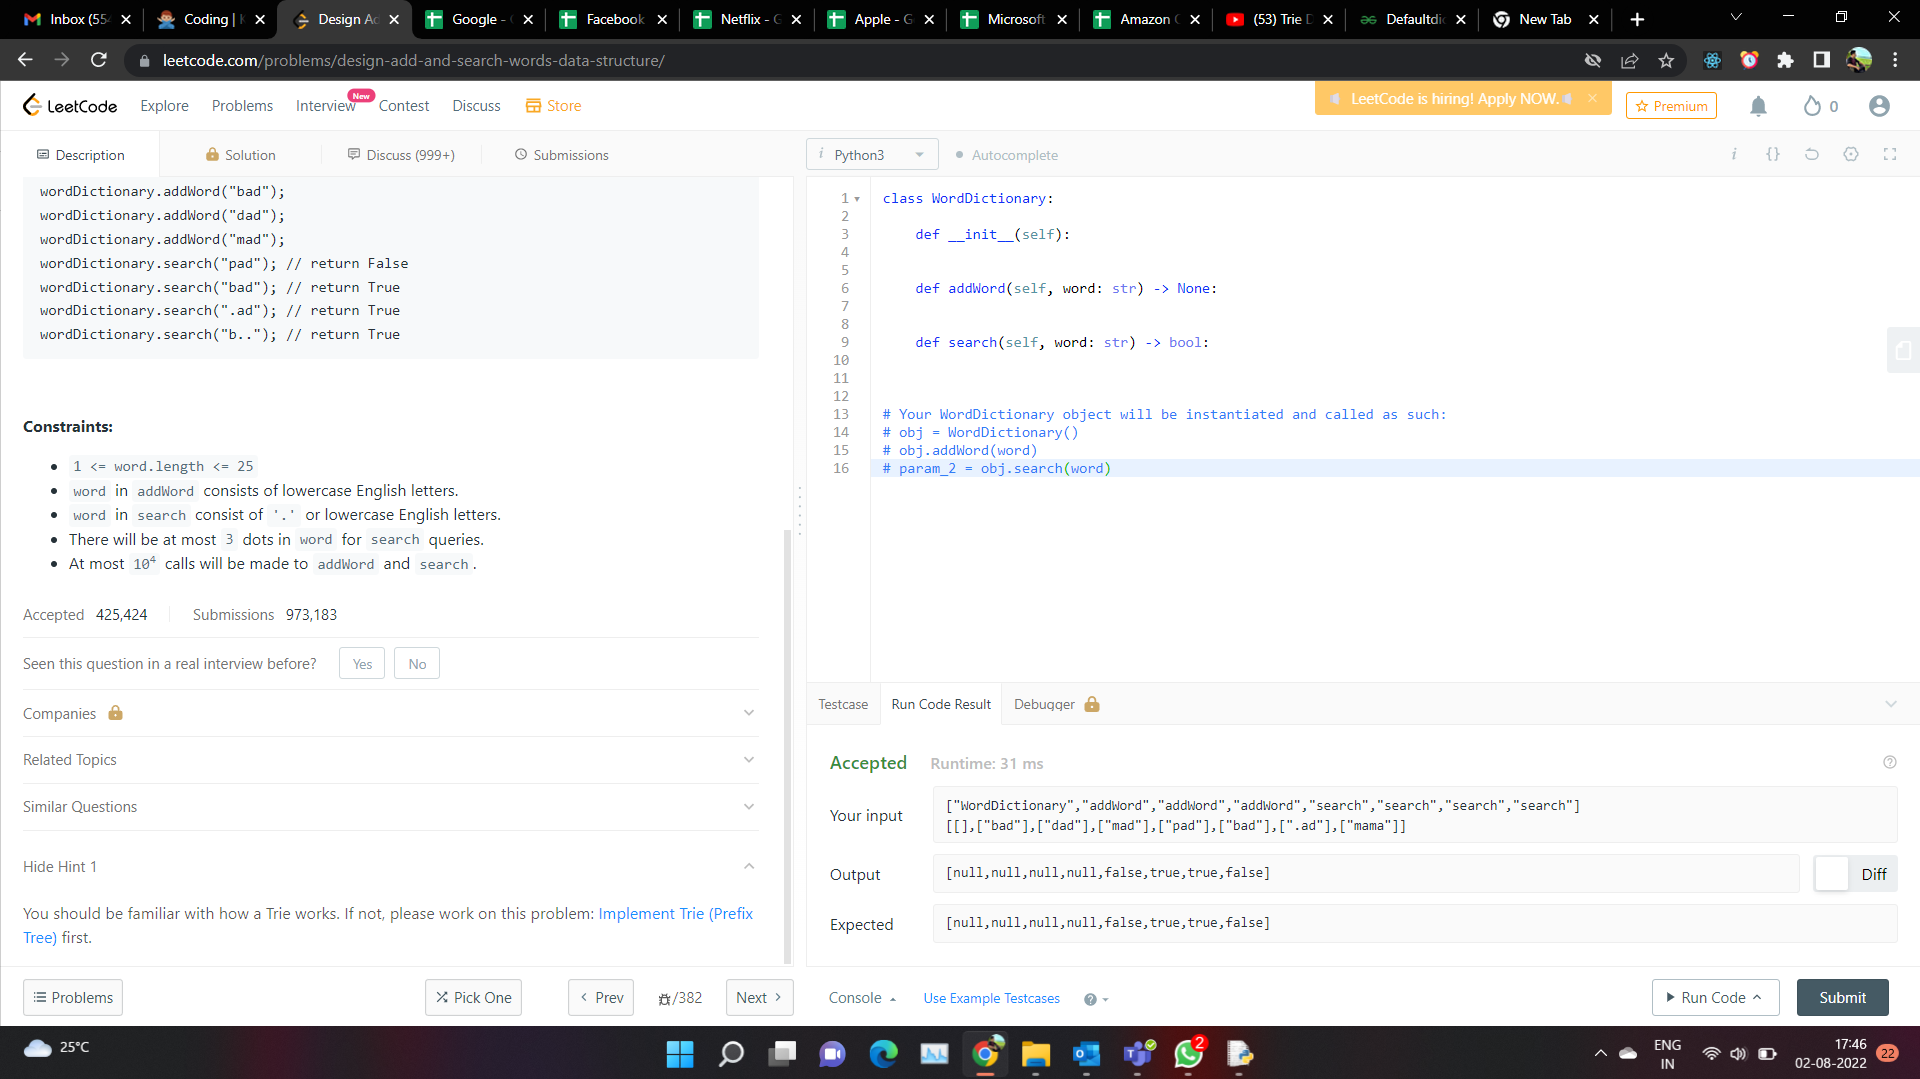 Inbox (55
Coding |
Design Ad
Google -
Facebook
Netflix - G
Apple - G
Microsoft
Amazon
(53) Trie D
Defaultdi
New Tab
leetcode.com/problems/design-add-and-search-words-data-structure/
LeetCode
Explore
Problems
Interview
New
Contest
Discuss
Store
LeetCode is hiring! Apply NOW.
Premium
0
Description
Solution
Discuss (999+)
Submissions
i Python3
Autocomplete
i
{}
wordDictionary.addWord("bad");
wordDictionary.addWord("dad");
wordDictionary.addWord("mad");
wordDictionary.search("pad"); // return False
wordDictionary.search("bad"); // return True
wordDictionary.search(".ad"); // return True
wordDictionary.search("b.."); // return True
Constraints:
1 <= word.length <= 25
word in addWord consists of lowercase English letters.
word in search consist of '.' or lowercase English letters.
There will be at most 3 dots in word for search queries.
At most 10⁴ calls will be made to addWord and search.
Accepted 425,424
Submissions 973,183
Seen this question in a real interview before?
Yes
No
Companies
Related Topics
Similar Questions
Hide Hint 1
You should be familiar with how a Trie works. If not, please work on this problem: Implement Trie (Prefix
Tree) first.
Problems
Pick One
Prev
/382
Next
1 class WordDictionary:
2
3     def __init__(self):
4
5
6     def addWord(self, word: str) -> None:
7
8
9     def search(self, word: str) -> bool:
10
11
12
13 # Your WordDictionary object will be instantiated and called as such:
14 # obj = WordDictionary()
15 # obj.addWord(word)
16 # param_2 = obj.search(word)
Testcase
Run Code Result
Debugger
Accepted
Runtime: 31 ms
Your input
["WordDictionary","addWord","addWord","addWord","search","search","search","search"]
[[],["bad"],["dad"],["mad"],["pad"],["bad"],[".ad"],["mama"]]
Output
[null,null,null,null,false,true,true,false]
Diff
Expected
[null,null,null,null,false,true,true,false]
Console
Use Example Testcases
Run Code
Submit
25°C
2
ENG
IN
17:46
02-08-2022
22